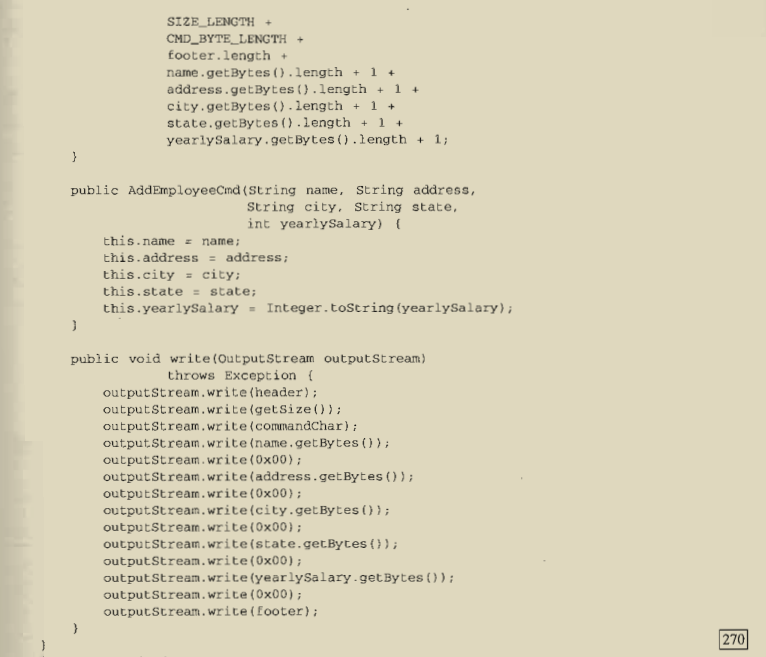 SIZE_LENGTH +
CMD_BYTE_LENGTH +
footer.length +
name.getBytes().length + 1 +
address.getBytes().length + 1 +
city.getBytes().length + 1 +
state.getBytes().length + 1 +
yearlySalary.getBytes().length + 1;
}
public AddEmployeeCmd(String name, String address,
String city, String state,
int yearlySalary) {
this.name = name;
this.address = address;
this.city = city;
this.state = state;
this.yearlySalary = Integer.toString(yearlySalary);
}
public void write(OutputStream outputStream)
throws Exception {
outputStream.write(header);
outputStream.write(getSize());
outputStream.write(commandChar);
outputStream.write(name.getBytes());
outputStream.write(0x00);
outputStream.write(address.getBytes());
outputStream.write(0x00);
outputStream.write(city.getBytes());
outputStream.write(0x00);
outputStream.write(state.getBytes());
outputStream.write(0x00);
outputStream.write(yearlySalary.getBytes());
outputStream.write(0x00);
outputStream.write(footer);
}
}
270